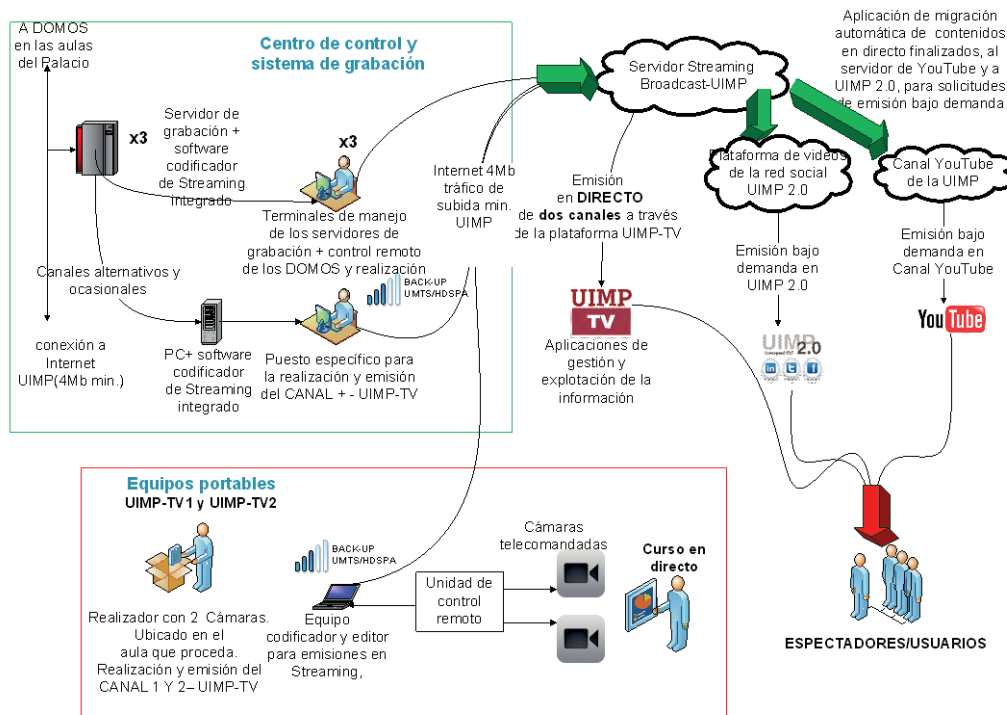 A DOMOS
en las aulas
del Palacio
Centro de control y
sistema de grabación
x3
Servidor de
grabación +
software
codificador
de Streaming
integrado
x3
Terminales de manejo
de los servidores de
grabación + control remoto
de los DOMOS y realización
Canales alternativos y
ocasionales
BACK-UP
UMTS/HDSPA
conexión a
Internet
UIMP(4Mb min.)
PC+ software
codificador
de Streaming
integrado
Puesto específico para
la realización y emisión
del CANAL + - UIMP-TV
Internet 4Mb
tráfico de
subida min.
UIMP
Servidor Streaming
Broadcast-UIMP
Aplicación de migración
automática de contenidos
en directo finalizados, al
servidor de YouTube y a
UIMP 2.0, para solicitudes
de emisión bajo demanda
Emisión
en DIRECTO
de dos canales a través
de la plataforma UIMP-TV
Plataforma de videos
de la red social
UIMP 2.0
Canal YouTube
de la UIMP
Emisión bajo
demanda en
UIMP 2.0
Emisión bajo
demanda en
Canal YouTube
UIMP
TV
Aplicaciones de
gestión y
explotación de la
información
UIMP
2.0
in t f
YouTube
Equipos portables
UIMP-TV1 y UIMP-TV2
BACK-UP
UMTS/HDSPA
Realizador con 2 Cámaras.
Ubicado en el
aula que proceda.
Realización y emisión del
CANAL 1 Y 2– UIMP-TV
Equipo
codificador y editor
para emisiones en
Streaming,
Unidad de
control
remoto
Cámaras
telecomandadas
Curso en
directo
ESPECTADORES/USUARIOS